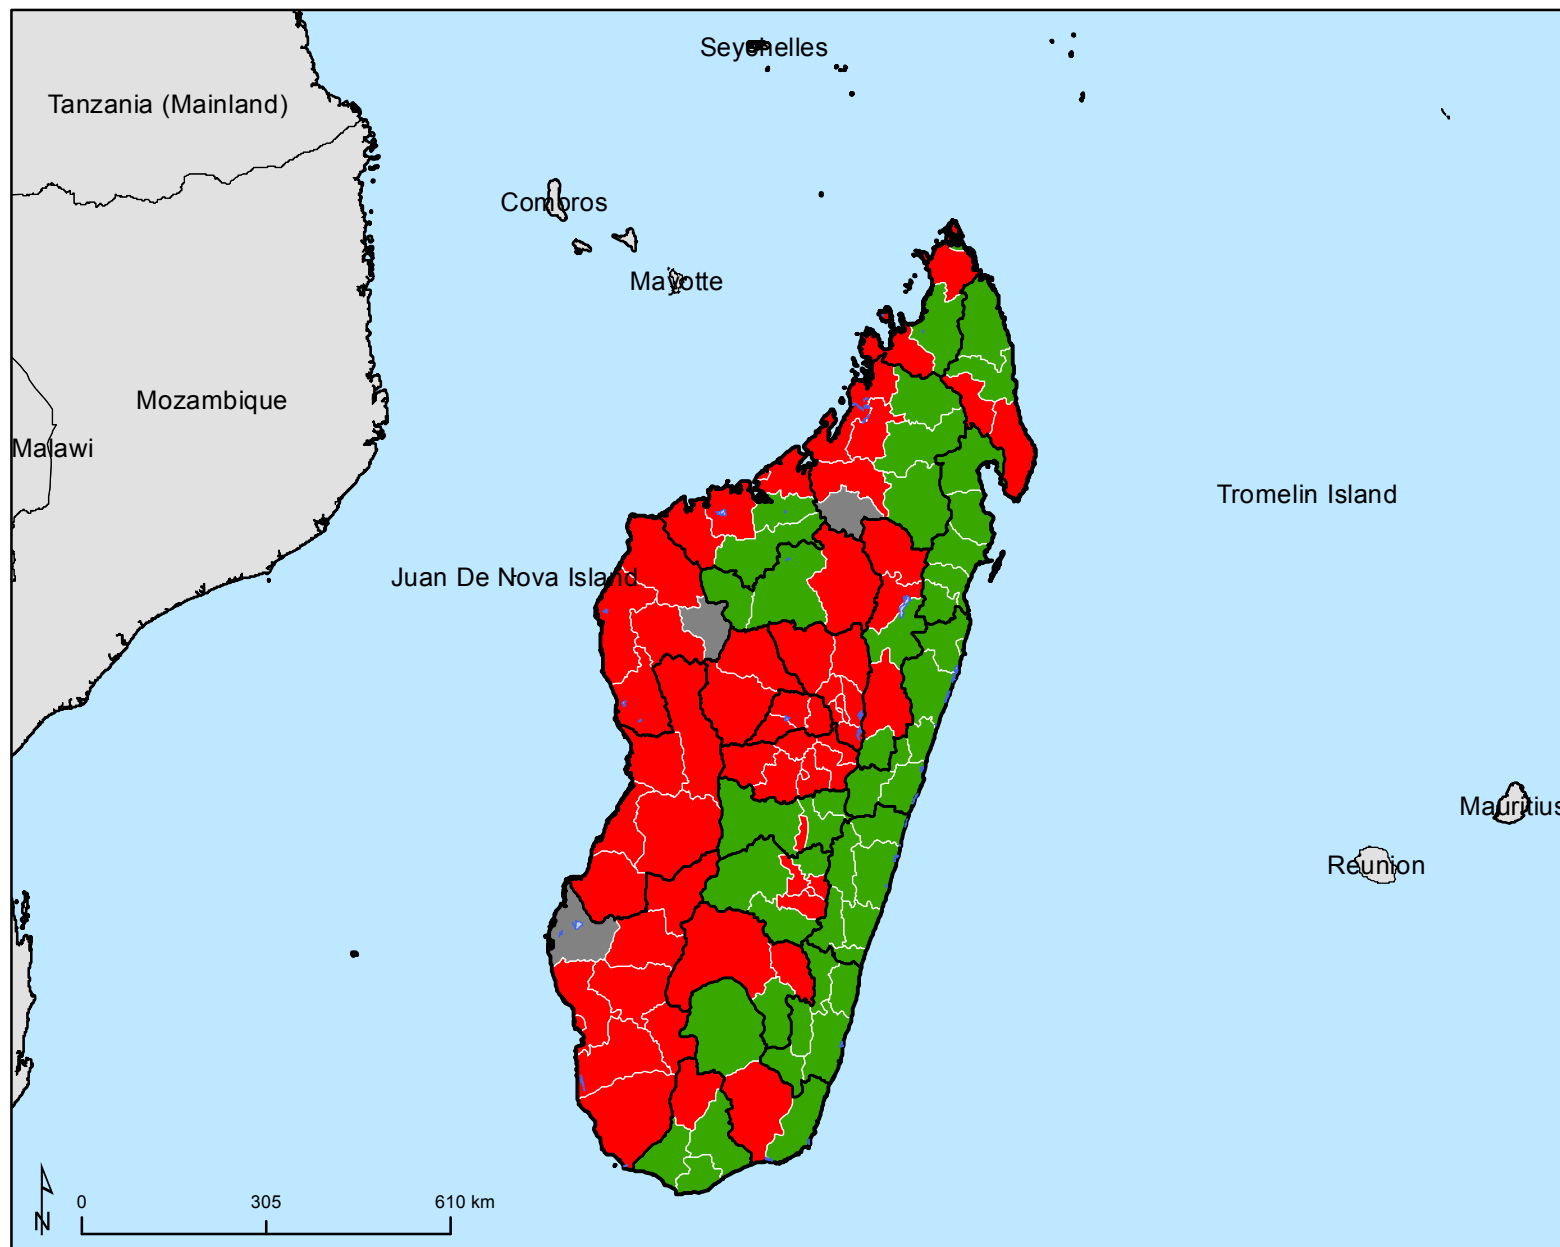 Seychelles
Tanzania (Mainland)
Comoros
Mayotte
Mozambique
Malawi
Tromelin Island
Juan De Nova Island
Mauritius
Reunion
N
0 305 610 km